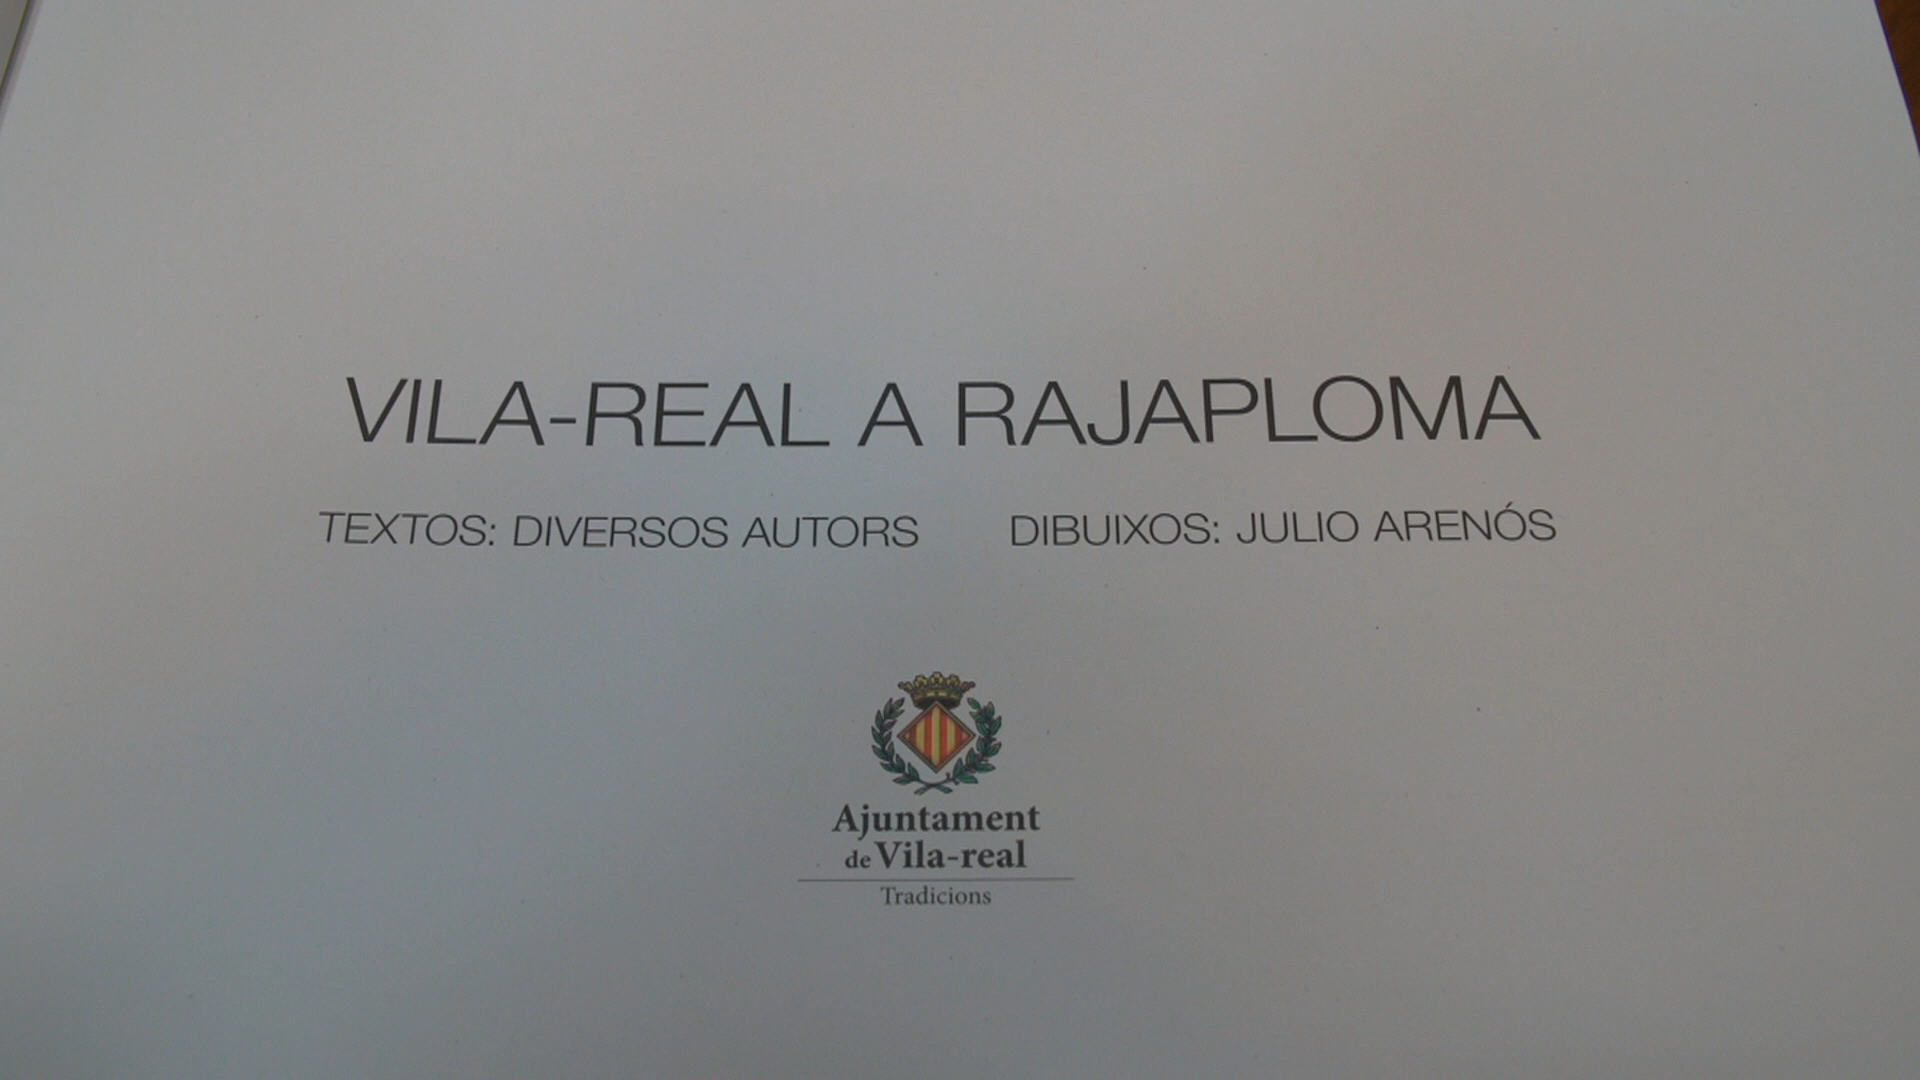 VILA-REAL A RAJAPLOMA
TEXTOS: DIVERSOS AUTORS DIBUIXOS: JULIO ARENÓS
Ajuntament
de Vila-real
Tradicions